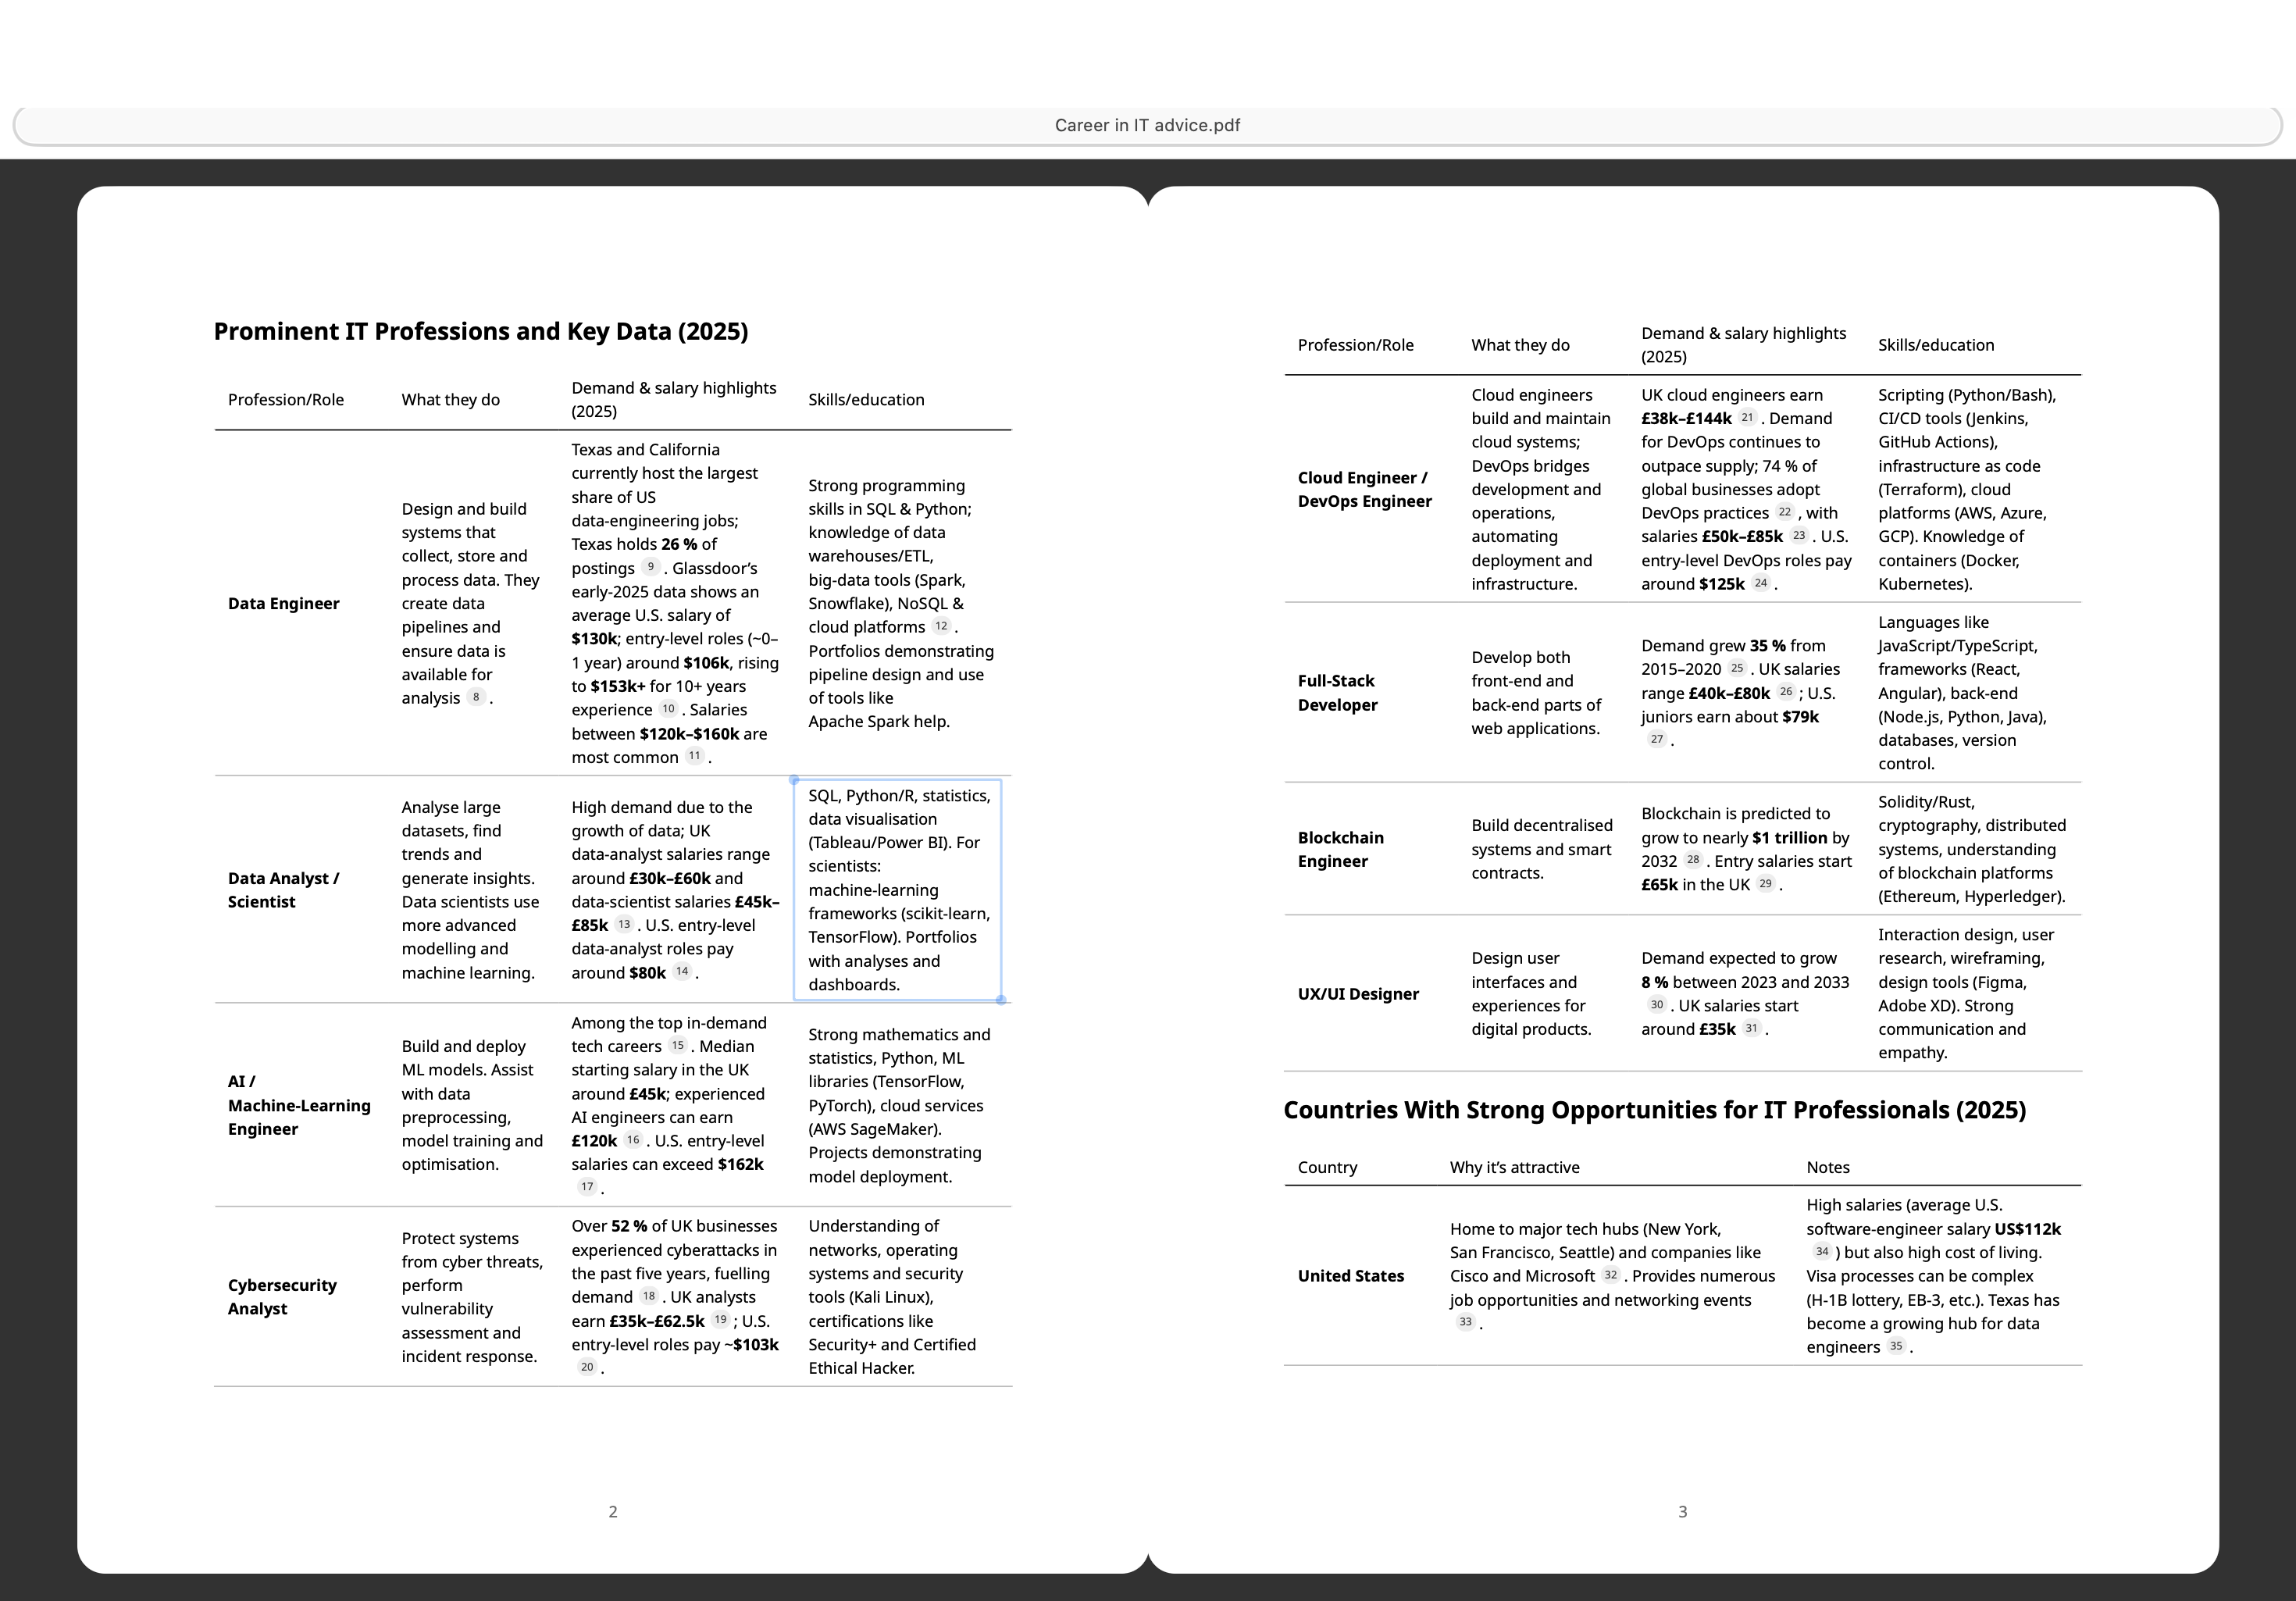 Career in IT advice.pdf
Prominent IT Professions and Key Data (2025)
Profession/Role
What they do
Demand & salary highlights
(2025)
Skills/education
Data Engineer
Design and build
systems that
collect, store and
process data. They
create data
pipelines and
ensure data is
available for
analysis 8 .
Texas and California
currently host the largest
share of US
data‑engineering jobs;
Texas holds 26 % of
postings 9 . Glassdoor’s
early‑2025 data shows an
average U.S. salary of
$130k; entry‑level roles (~0–
1 year) around $106k, rising
to $153k+ for 10+ years
experience 10 . Salaries
between $120k–$160k are
most common 11 .
Strong programming
skills in SQL & Python;
knowledge of data
warehouses/ETL,
big‑data tools (Spark,
Snowflake), NoSQL &
cloud platforms 12 .
Portfolios demonstrating
pipeline design and use
of tools like
Apache Spark help.
Data Analyst /
Scientist
Analyse large
datasets, find
trends and
generate insights.
Data scientists use
more advanced
modelling and
machine learning.
High demand due to the
growth of data; UK
data‑analyst salaries range
around £30k–£60k and
data‑scientist salaries £45k–
£85k 13 . U.S. entry‑level
data‑analyst roles pay
around $80k 14 .
SQL, Python/R, statistics,
data visualisation
(Tableau/Power BI). For
scientists:
machine‑learning
frameworks (scikit‑learn,
TensorFlow). Portfolios
with analyses and
dashboards.
AI /
Machine‑Learning
Engineer
Build and deploy
ML models. Assist
with data
preprocessing,
model training and
optimisation.
Among the top in‑demand
tech careers 15 . Median
starting salary in the UK
around £45k; experienced
AI engineers can earn
£120k 16 . U.S. entry‑level
salaries can exceed $162k
17 .
Strong mathematics and
statistics, Python, ML
libraries (TensorFlow,
PyTorch), cloud services
(AWS SageMaker).
Projects demonstrating
model deployment.
Cybersecurity
Analyst
Protect systems
from cyber threats,
perform
vulnerability
assessment and
incident response.
Over 52 % of UK businesses
experienced cyberattacks in
the past five years, fuelling
demand 18 . UK analysts
earn £35k–£62.5k 19 ; U.S.
entry‑level roles pay ~$103k
20 .
Understanding of
networks, operating
systems and security
tools (Kali Linux),
certifications like
Security+ and Certified
Ethical Hacker.
2
Profession/Role
What they do
Demand & salary highlights
(2025)
Skills/education
Cloud Engineer /
DevOps Engineer
Cloud engineers
build and maintain
cloud systems;
DevOps bridges
development and
operations,
automating
deployment and
infrastructure.
UK cloud engineers earn
£38k–£144k 21 . Demand
for DevOps continues to
outpace supply; 74 % of
global businesses adopt
DevOps practices 22 , with
salaries £50k–£85k 23 . U.S.
entry‑level DevOps roles pay
around $125k 24 .
Scripting (Python/Bash),
CI/CD tools (Jenkins,
GitHub Actions),
infrastructure as code
(Terraform), cloud
platforms (AWS, Azure,
GCP). Knowledge of
containers (Docker,
Kubernetes).
Full‑Stack
Developer
Develop both
front‑end and
back‑end parts of
web applications.
Demand grew 35 % from
2015–2020 25 . UK salaries
range £40k–£80k 26 ; U.S.
juniors earn about $79k
27 .
Languages like
JavaScript/TypeScript,
frameworks (React,
Angular), back‑end
(Node.js, Python, Java),
databases, version
control.
Blockchain
Engineer
Build decentralised
systems and smart
contracts.
Blockchain is predicted to
grow to nearly $1 trillion by
2032 28 . Entry salaries start
£65k in the UK 29 .
Solidity/Rust,
cryptography, distributed
systems, understanding
of blockchain platforms
(Ethereum, Hyperledger).
UX/UI Designer
Design user
interfaces and
experiences for
digital products.
Demand expected to grow
8 % between 2023 and 2033
30 . UK salaries start
around £35k 31 .
Interaction design, user
research, wireframing,
design tools (Figma,
Adobe XD). Strong
communication and
empathy.
Countries With Strong Opportunities for IT Professionals (2025)
Country
Why it’s attractive
Notes
United States
Home to major tech hubs (New York,
San Francisco, Seattle) and companies like
Cisco and Microsoft 32 . Provides numerous
job opportunities and networking events
33 .
High salaries (average U.S.
software‑engineer salary US$112k
34 ) but also high cost of living.
Visa processes can be complex
(H‑1B lottery, EB‑3, etc.). Texas has
become a growing hub for data
engineers 35 .
3